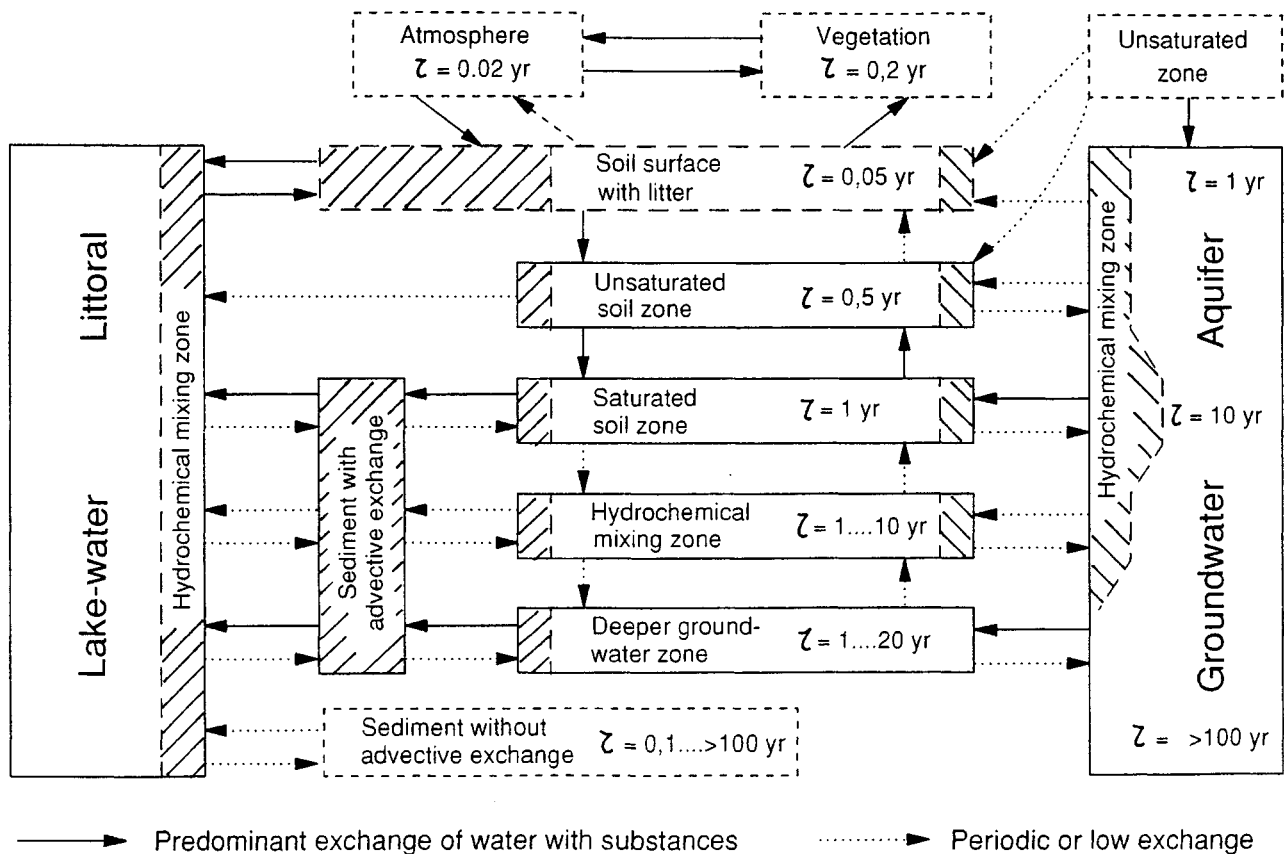 Atmosphere
τ = 0.02 yr
Vegetation
τ = 0,2 yr
Unsaturated
zone
Littoral
Lake-water
Hydrochemical mixing zone
Soil surface
with litter
τ = 0,05 yr
Unsaturated
soil zone
τ = 0,5 yr
Saturated
soil zone
τ = 1 yr
Hydrochemical
mixing zone
τ = 1....10 yr
Deeper ground-
water zone
τ = 1....20 yr
Sediment with
advective exchange
Sediment without
advective exchange
τ = 0,1....>100 yr
Hydrochemical mixing zone
τ = 1 yr
Aquifer
τ = 10 yr
Groundwater
τ = >100 yr
Predominant exchange of water with substances
Periodic or low exchange